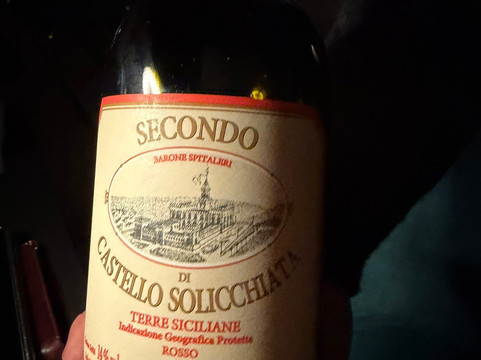 SECONDO
BARONE SPITALERI
DI
CASTELLO SOLICCHIATA
TERRE SICILIANE
Indicazione Geografica Protetta
ROSSO